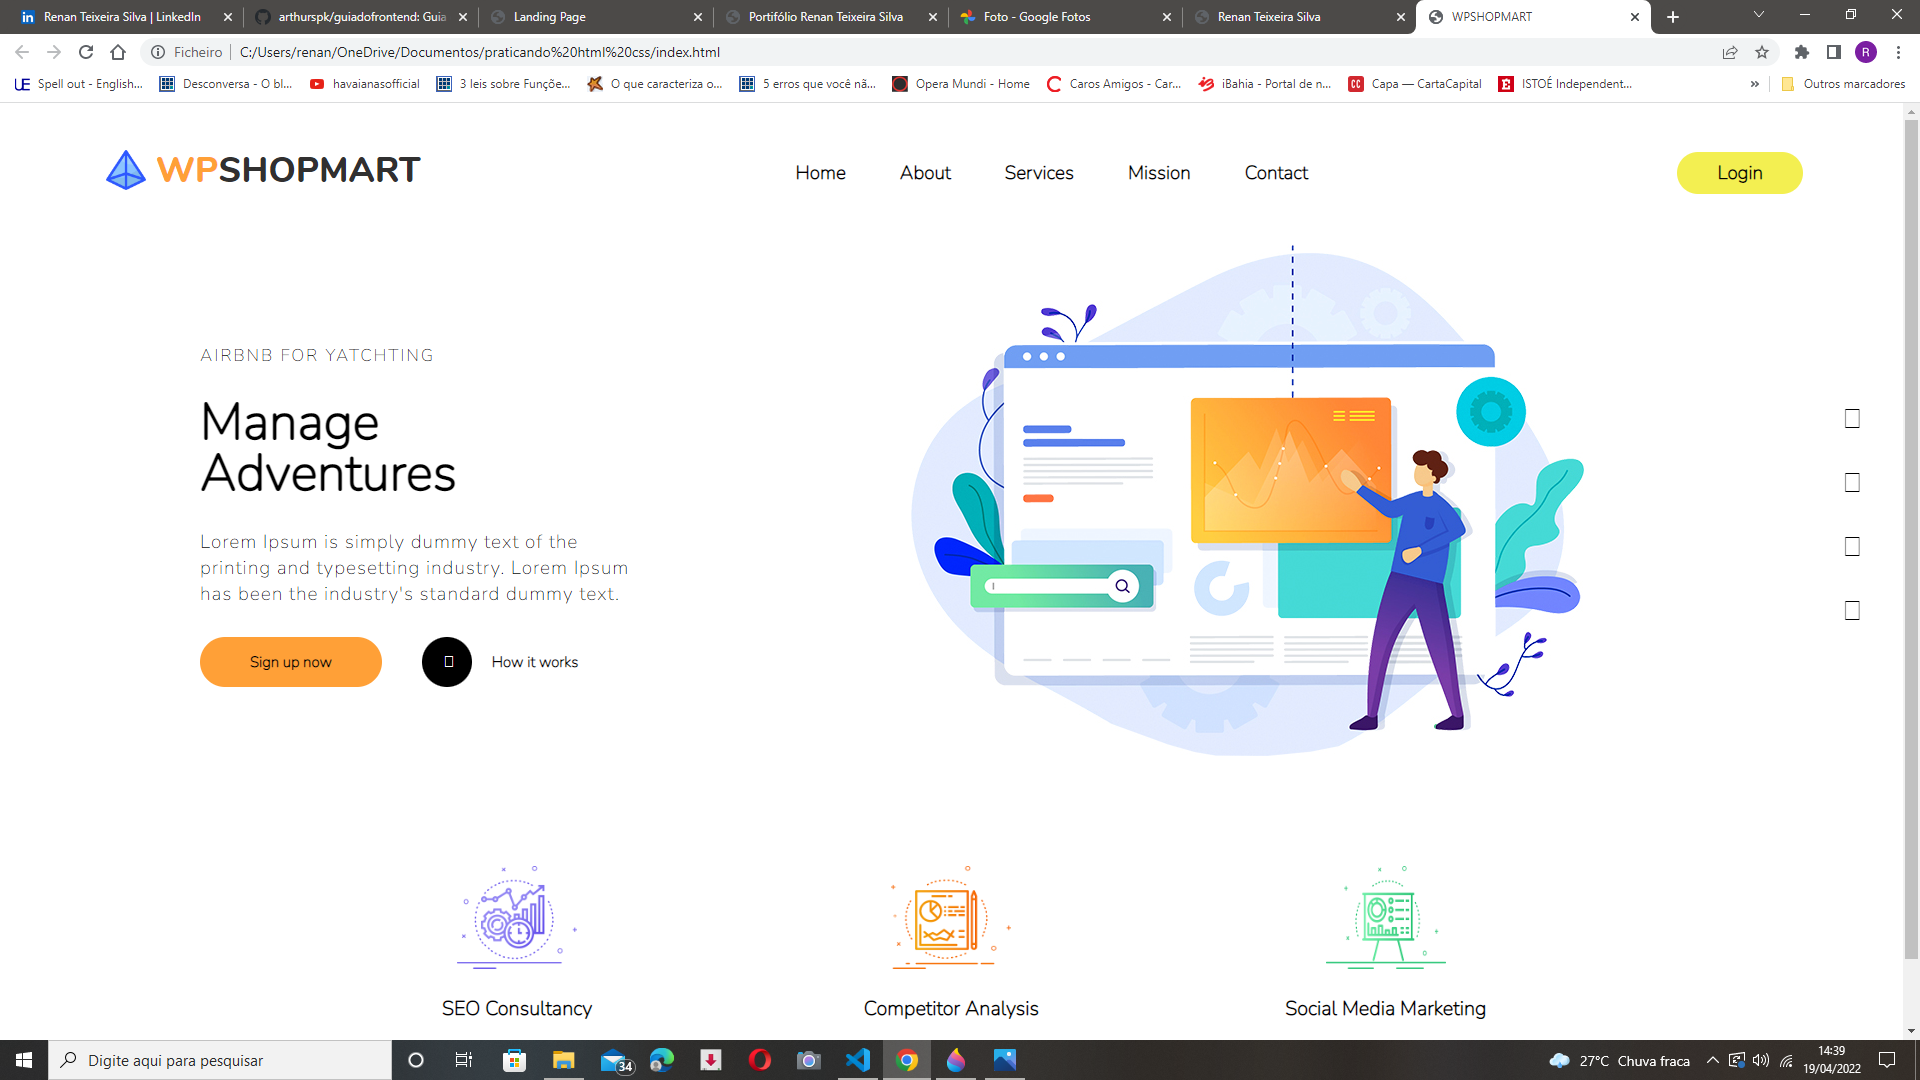 Renan Teixeira Silva | LinkedIn
arthurspk/guiadofrontend: Guia
Landing Page
Portifólio Renan Teixeira Silva
Foto - Google Fotos
Renan Teixeira Silva
WPSHOPMART
Ficheiro
C:/Users/renan/OneDrive/Documentos/praticando%20html%20css/index.html
R
UE Spell out - English...
Desconversa - O bl...
havaianasofficial
3 leis sobre Funçõe...
O que caracteriza o...
5 erros que você nã...
Opera Mundi - Home
Caros Amigos - Car...
iBahia - Portal de n...
CC Capa — CartaCapital
E ISTOÉ Independent...
»
Outros marcadores
WPSHOPMART
Home
About
Services
Mission
Contact
Login
AIRBNB FOR YATCHTING
Manage
Adventures
Lorem Ipsum is simply dummy text of the
printing and typesetting industry. Lorem Ipsum
has been the industry's standard dummy text.
Sign up now
How it works
SEO Consultancy
Competitor Analysis
Social Media Marketing
Digite aqui para pesquisar
34
27°C Chuva fraca
14:39
19/04/2022